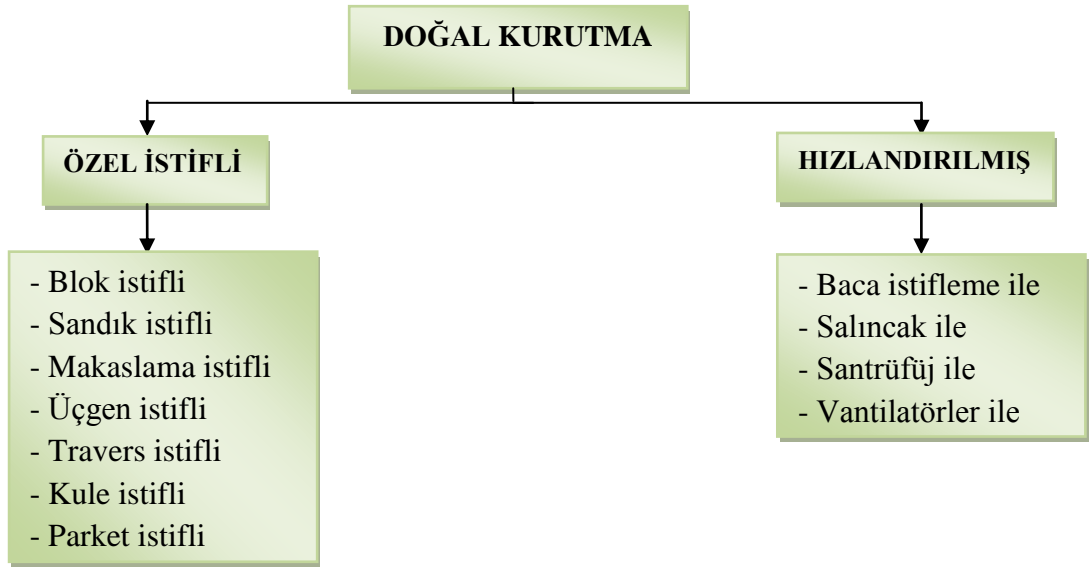 DOĞAL KURUTMA
ÖZEL İSTİFLİ
- Blok istifli
- Sandık istifli
- Makaslama istifli
- Üçgen istifli
- Travers istifli
- Kule istifli
- Parket istifli
HIZLANDIRILMIŞ
- Baca istifleme ile
- Salıncak ile
- Santrüfüj ile
- Vantilatörler ile